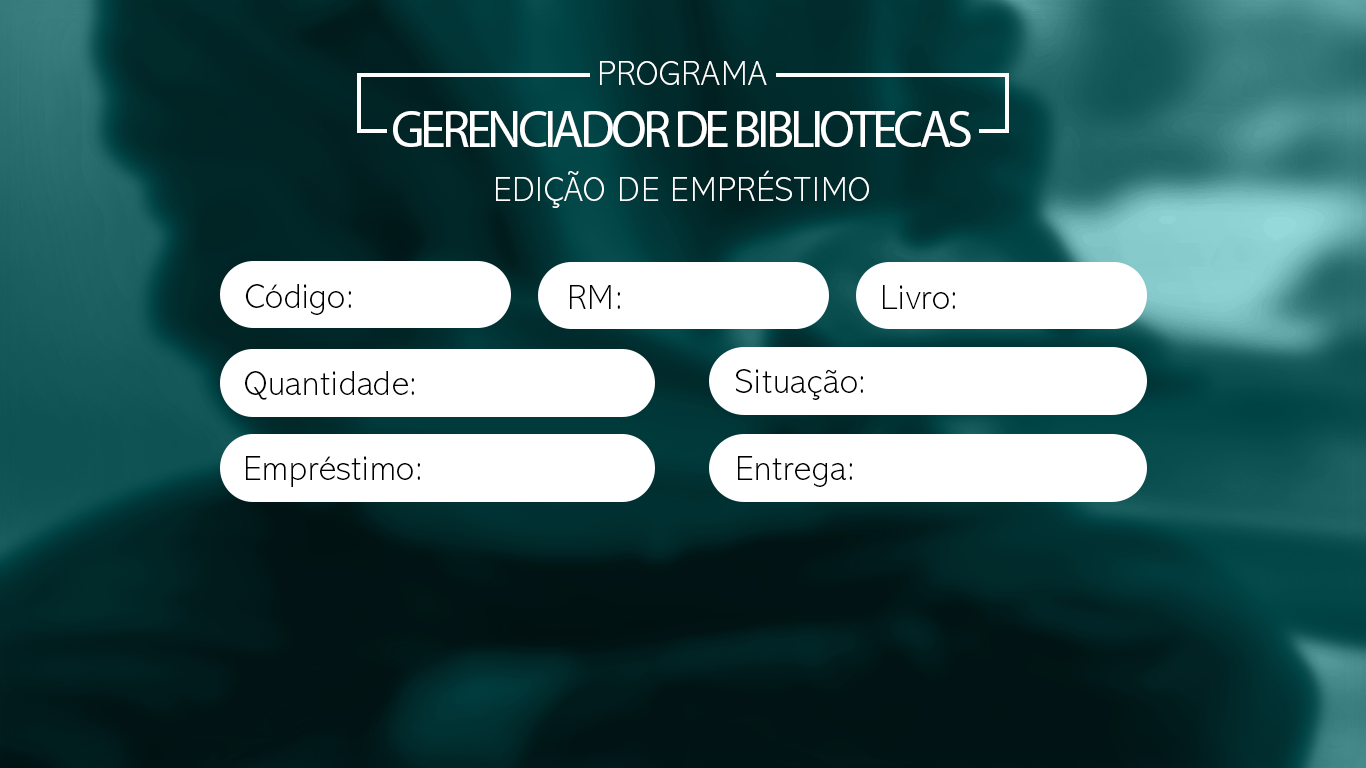 PROGRAMA
GERENCIADOR DE BIBLIOTECAS
EDIÇÃO DE EMPRÉSTIMO
Código: RM: Livro:
Quantidade: Situação:
Empréstimo: Entrega: